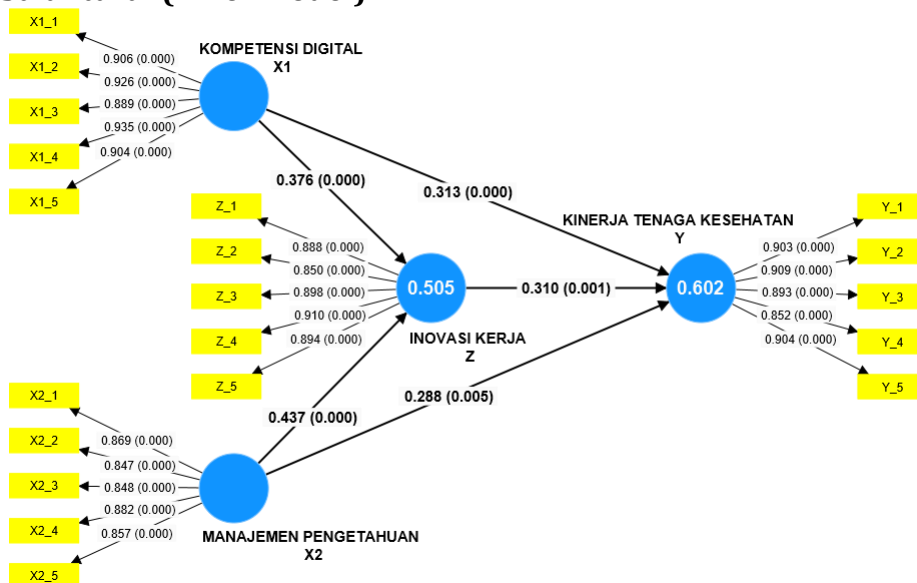 X1_1
X1_2
X1_3
X1_4
X1_5
0.906 (0.000)
0.926 (0.000)
0.889 (0.000)
0.935 (0.000)
0.904 (0.000)
KOMPETENSI DIGITAL
X1
0.376 (0.000)
0.313 (0.000)
Z_1
Z_2
Z_3
Z_4
Z_5
0.888 (0.000)
0.850 (0.000)
0.898 (0.000)
0.910 (0.000)
0.894 (0.000)
0.505
INOVASI KERJA
Z
0.310 (0.001)
KINERJA TENAGA KESEHATAN
Y
0.602
0.903 (0.000)
0.909 (0.000)
0.893 (0.000)
0.852 (0.000)
0.904 (0.000)
Y_1
Y_2
Y_3
Y_4
Y_5
0.437 (0.000)
0.288 (0.005)
X2_1
X2_2
X2_3
X2_4
X2_5
0.869 (0.000)
0.847 (0.000)
0.848 (0.000)
0.882 (0.000)
0.857 (0.000)
MANAJEMEN PENGETAHUAN
X2